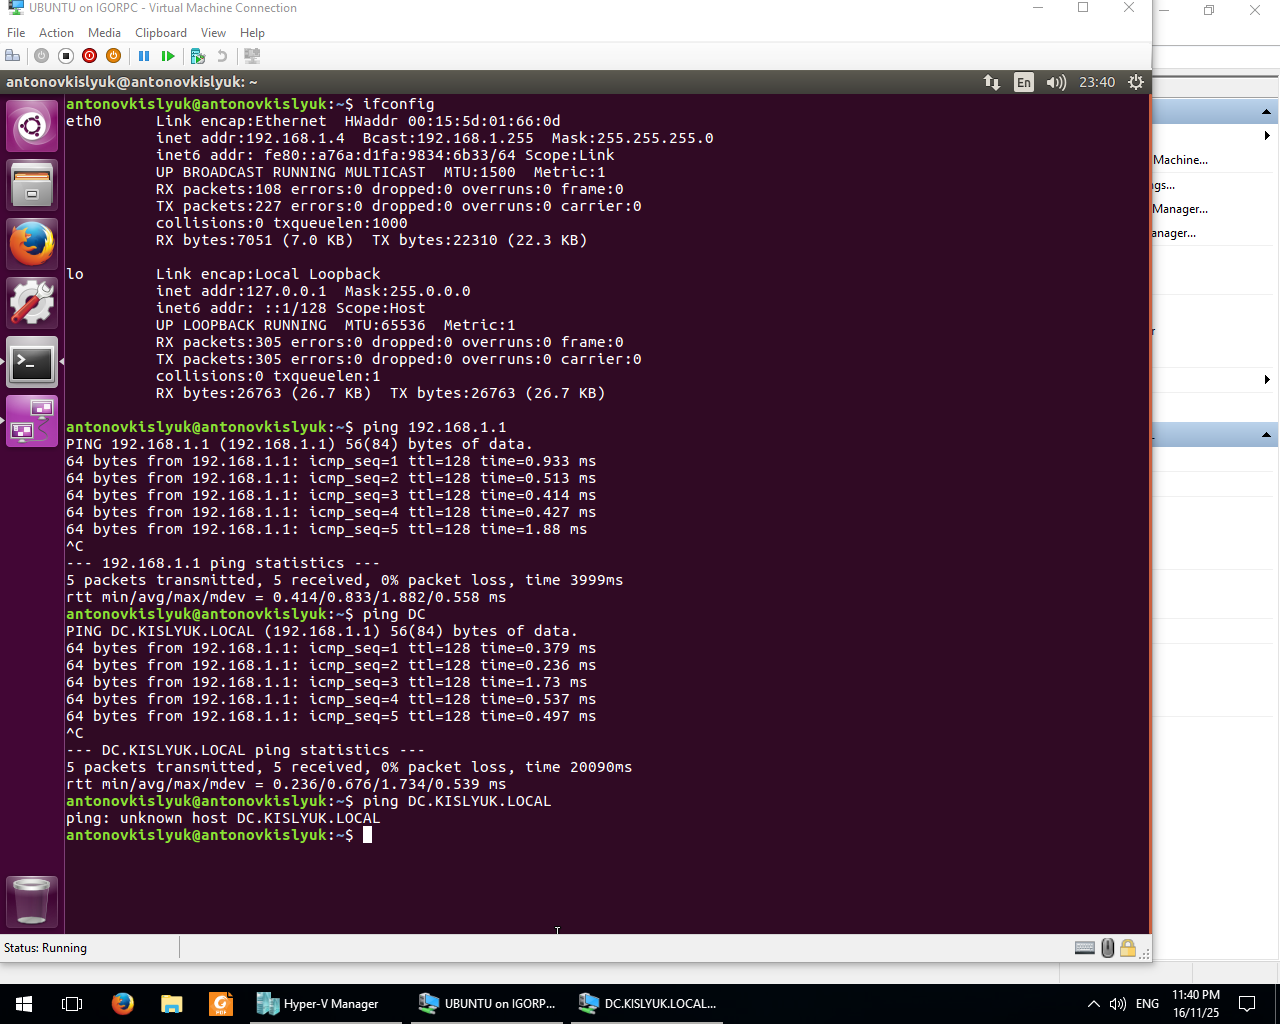 UBUNTU on IGORPC - Virtual Machine Connection
File Action Media Clipboard View Help
antonovkislyuk@antonovkislyuk: ~
En
23:40
antonovkislyuk@antonovkislyuk:~$ ifconfig
eth0      Link encap:Ethernet  HWaddr 00:15:5d:01:66:0d
          inet addr:192.168.1.4  Bcast:192.168.1.255  Mask:255.255.255.0
          inet6 addr: fe80::a76a:d1fa:9834:6b33/64 Scope:Link
          UP BROADCAST RUNNING MULTICAST  MTU:1500  Metric:1
          RX packets:108 errors:0 dropped:0 overruns:0 frame:0
          TX packets:227 errors:0 dropped:0 overruns:0 carrier:0
          collisions:0 txqueuelen:1000
          RX bytes:7051 (7.0 KB)  TX bytes:22310 (22.3 KB)
lo        Link encap:Local Loopback
          inet addr:127.0.0.1  Mask:255.0.0.0
          inet6 addr: ::1/128 Scope:Host
          UP LOOPBACK RUNNING  MTU:65536  Metric:1
          RX packets:305 errors:0 dropped:0 overruns:0 frame:0
          TX packets:305 errors:0 dropped:0 overruns:0 carrier:0
          collisions:0 txqueuelen:1
          RX bytes:26763 (26.7 KB)  TX bytes:26763 (26.7 KB)
antonovkislyuk@antonovkislyuk:~$ ping 192.168.1.1
PING 192.168.1.1 (192.168.1.1) 56(84) bytes of data.
64 bytes from 192.168.1.1: icmp_seq=1 ttl=128 time=0.933 ms
64 bytes from 192.168.1.1: icmp_seq=2 ttl=128 time=0.513 ms
64 bytes from 192.168.1.1: icmp_seq=3 ttl=128 time=0.414 ms
64 bytes from 192.168.1.1: icmp_seq=4 ttl=128 time=0.427 ms
64 bytes from 192.168.1.1: icmp_seq=5 ttl=128 time=1.88 ms
^C
--- 192.168.1.1 ping statistics ---
5 packets transmitted, 5 received, 0% packet loss, time 3999ms
rtt min/avg/max/mdev = 0.414/0.833/1.882/0.558 ms
antonovkislyuk@antonovkislyuk:~$ ping DC
PING DC.KISLYUK.LOCAL (192.168.1.1) 56(84) bytes of data.
64 bytes from 192.168.1.1: icmp_seq=1 ttl=128 time=0.379 ms
64 bytes from 192.168.1.1: icmp_seq=2 ttl=128 time=0.236 ms
64 bytes from 192.168.1.1: icmp_seq=3 ttl=128 time=1.73 ms
64 bytes from 192.168.1.1: icmp_seq=4 ttl=128 time=0.537 ms
64 bytes from 192.168.1.1: icmp_seq=5 ttl=128 time=0.497 ms
^C
--- DC.KISLYUK.LOCAL ping statistics ---
5 packets transmitted, 5 received, 0% packet loss, time 20090ms
rtt min/avg/max/mdev = 0.236/0.676/1.734/0.539 ms
antonovkislyuk@antonovkislyuk:~$ ping DC.KISLYUK.LOCAL
ping: unknown host DC.KISLYUK.LOCAL
antonovkislyuk@antonovkislyuk:~$
Machine...
gs...
Manager...
anager...
r
Status: Running
PDF
Hyper-V Manager
UBUNTU on IGORP...
DC.KISLYUK.LOCAL...
ENG
11:40 PM
16/11/25